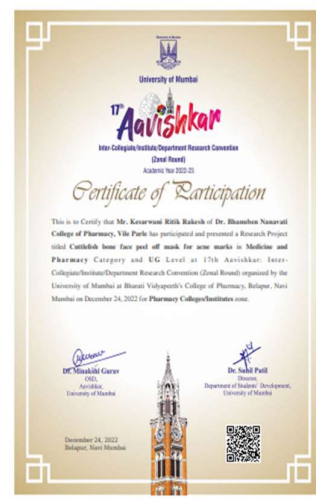 University of Mumbai
17th Aavishkar
Inter-Collegiate/Institute/Department Research Convention
(Zonal Round)
Academic Year 2022-23
Certificate of Participation
This is to Certify that Mr. Kesarwani Ritik Rakesh of Dr. Bhanuben Nanavati
College of Pharmacy, Vile Parle has participated and presented a Research Project
titled Cuttlefish bone face peel off mask for acne marks in Medicine and
Pharmacy Category and UG Level at 17th Aavishkar: Inter-
Collegiate/Institute/Department Research Convention (Zonal Round) organized by the
University of Mumbai at Bharati Vidyapeeth's College of Pharmacy, Belapur, Navi
Mumbai on December 24, 2022 for Pharmacy Colleges/Institutes zone.
Dr. Minakshi Gurav
OSD,
Aavishkar,
University of Mumbai
Dr. Sunil Patil
Director,
Department of Students' Development,
University of Mumbai
December 24, 2022
Belapur, Navi Mumbai